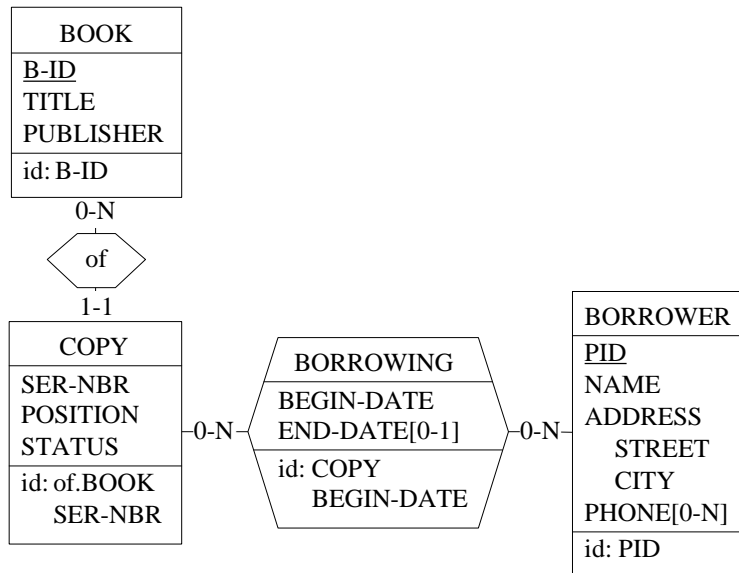 BOOK
B-ID
TITLE
PUBLISHER
id: B-ID
0-N
of
1-1
COPY
SER-NBR
POSITION
STATUS
id: of.BOOK
SER-NBR
0-N
BORROWING
BEGIN-DATE
END-DATE[0-1]
id: COPY
BEGIN-DATE
0-N
BORROWER
PID
NAME
ADDRESS
STREET
CITY
PHONE[0-N]
id: PID